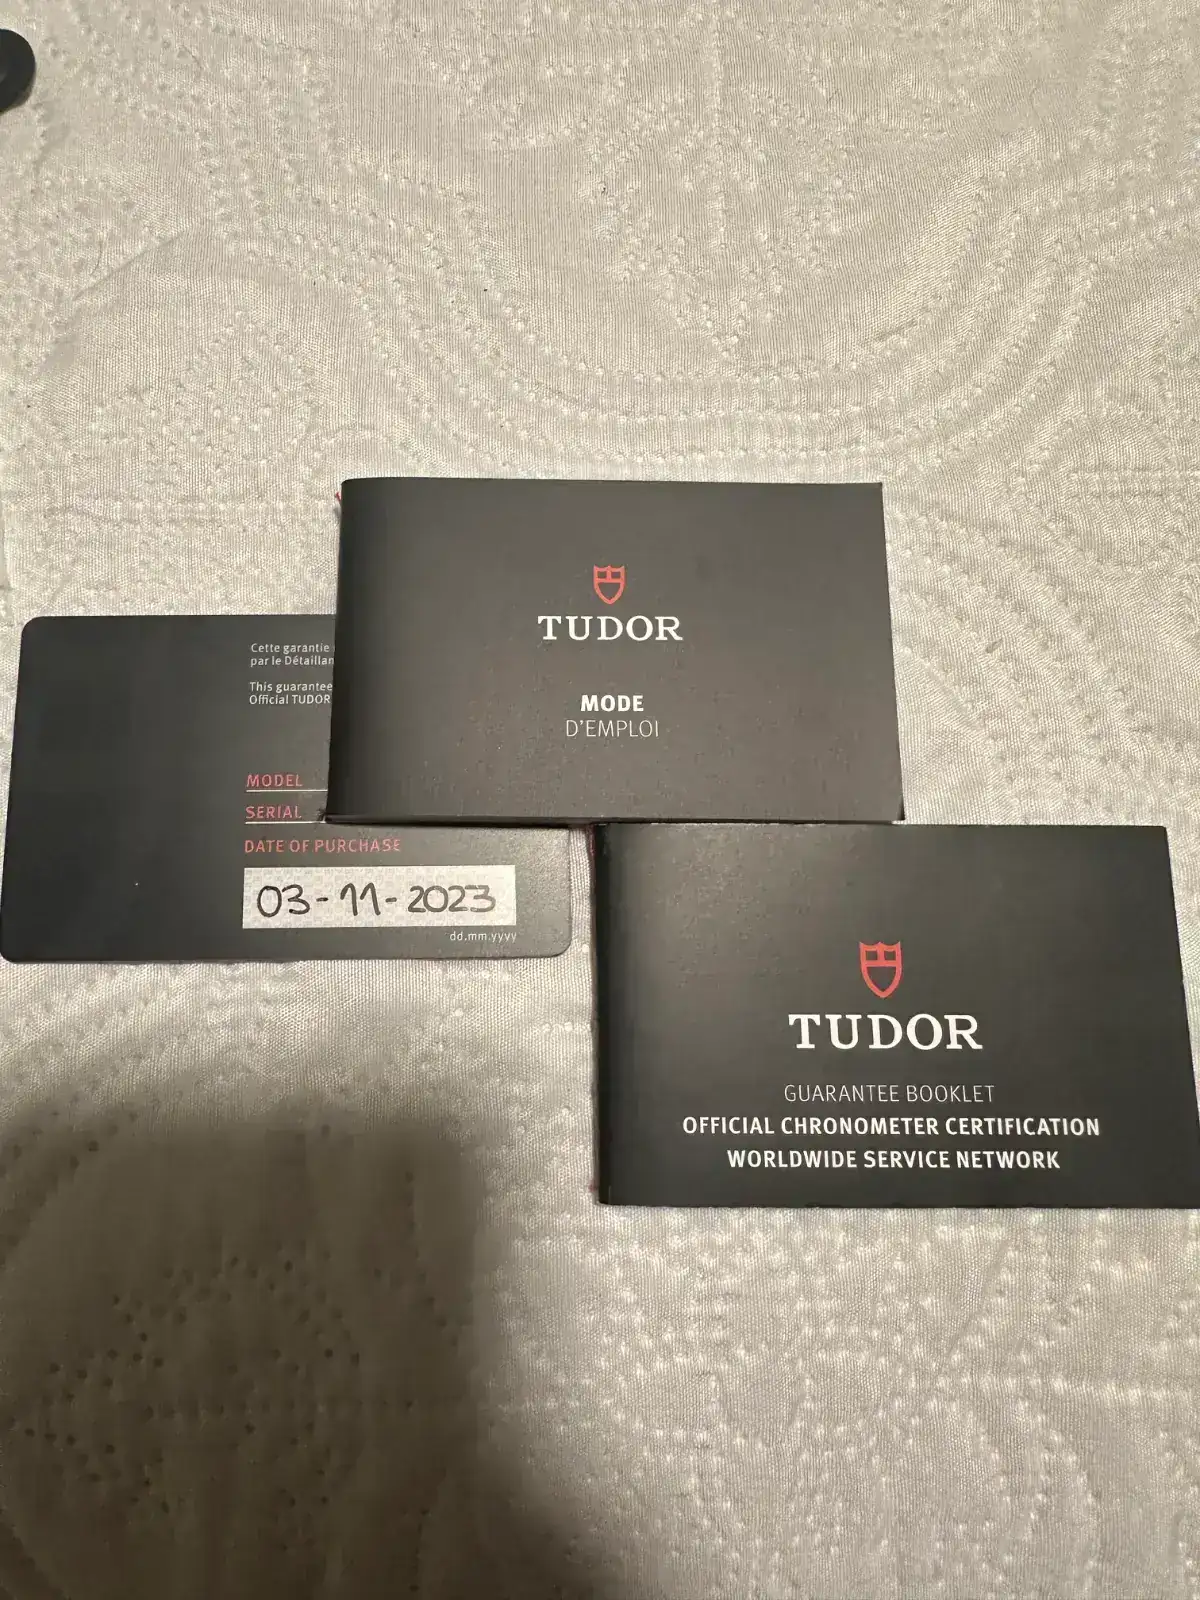 Cette garantie
par le Détaillan
This guarantee
Official TUDOR
MODEL
SERIAL
DATE OF PURCHASE
03-11-2023
dd.mm.yyyy
TUDOR
MODE
D'EMPLOI
TUDOR
GUARANTEE BOOKLET
OFFICIAL CHRONOMETER CERTIFICATION
WORLDWIDE SERVICE NETWORK